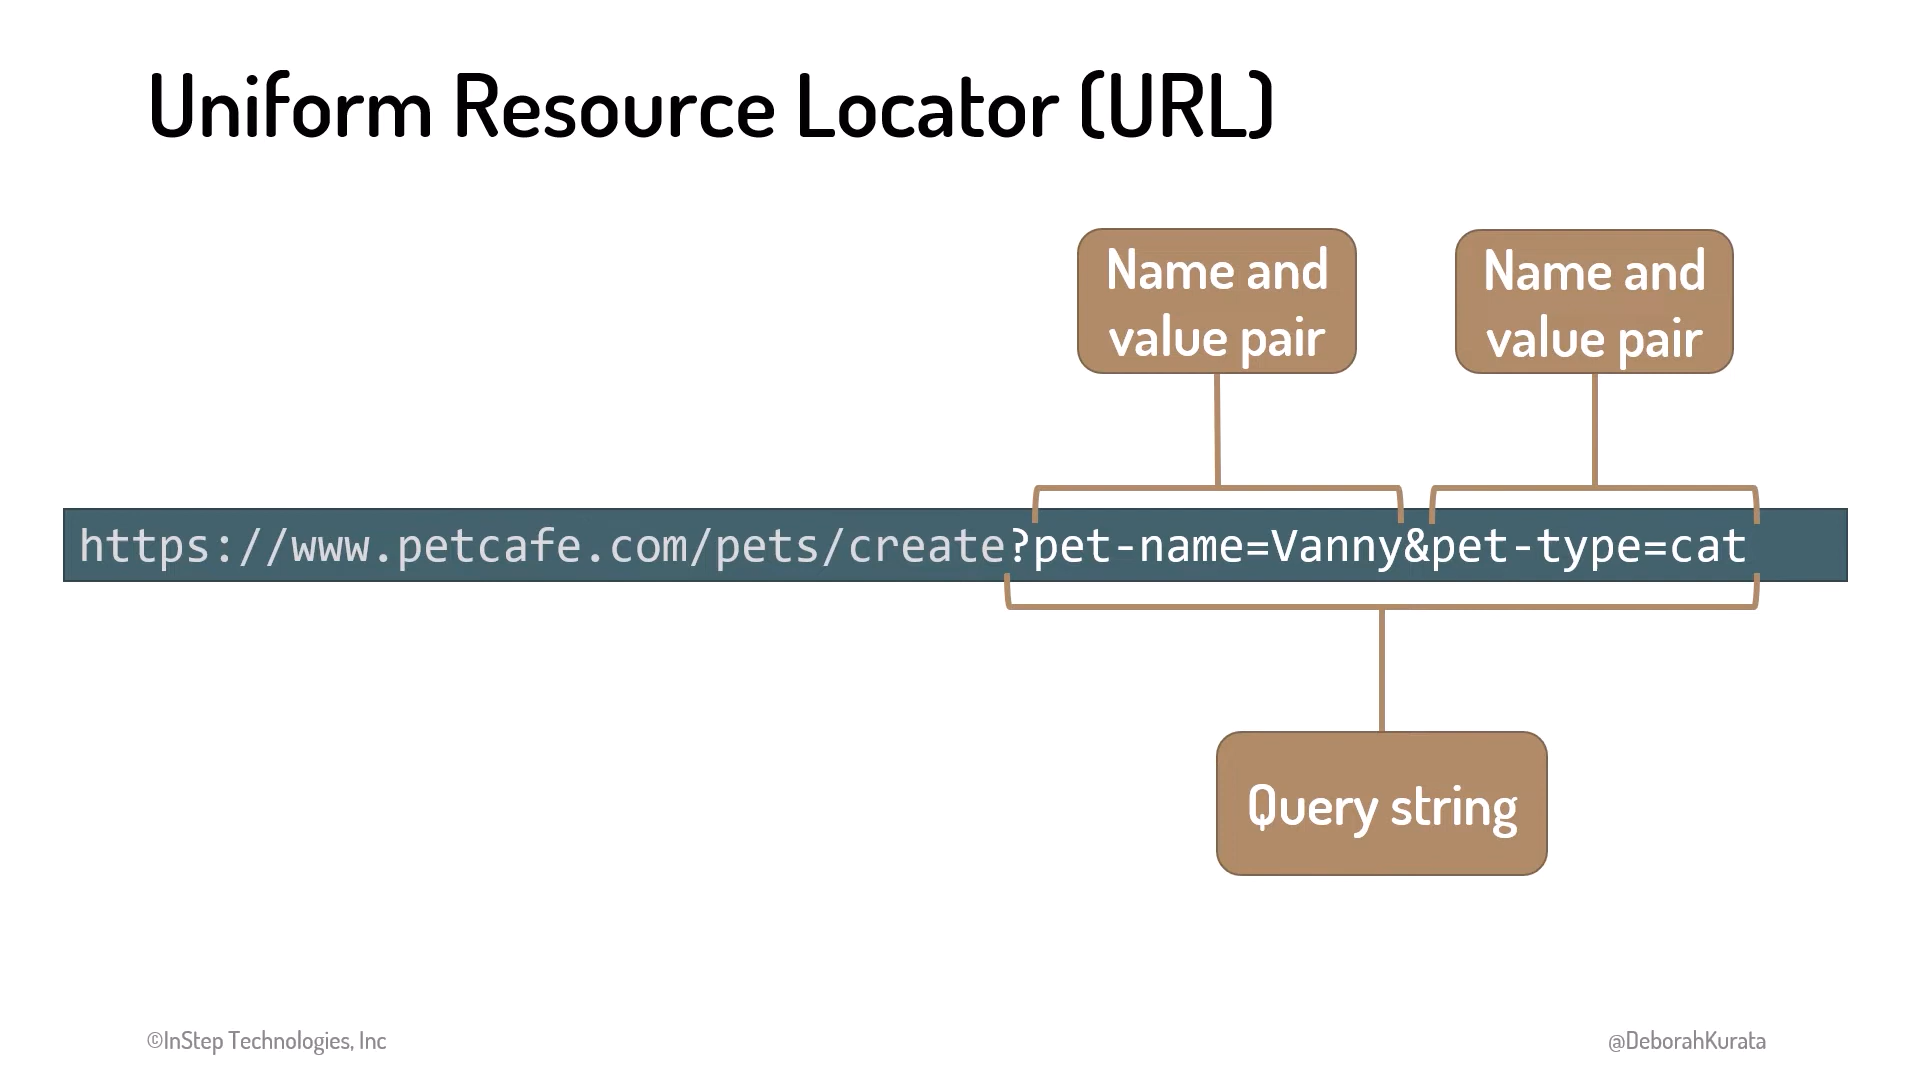 Uniform Resource Locator (URL)
Name and
value pair
Name and
value pair
https://www.petcafe.com/pets/create?pet-name=Vanny&pet-type=cat
Query string
©InStep Technologies, Inc
@DeborahKurata